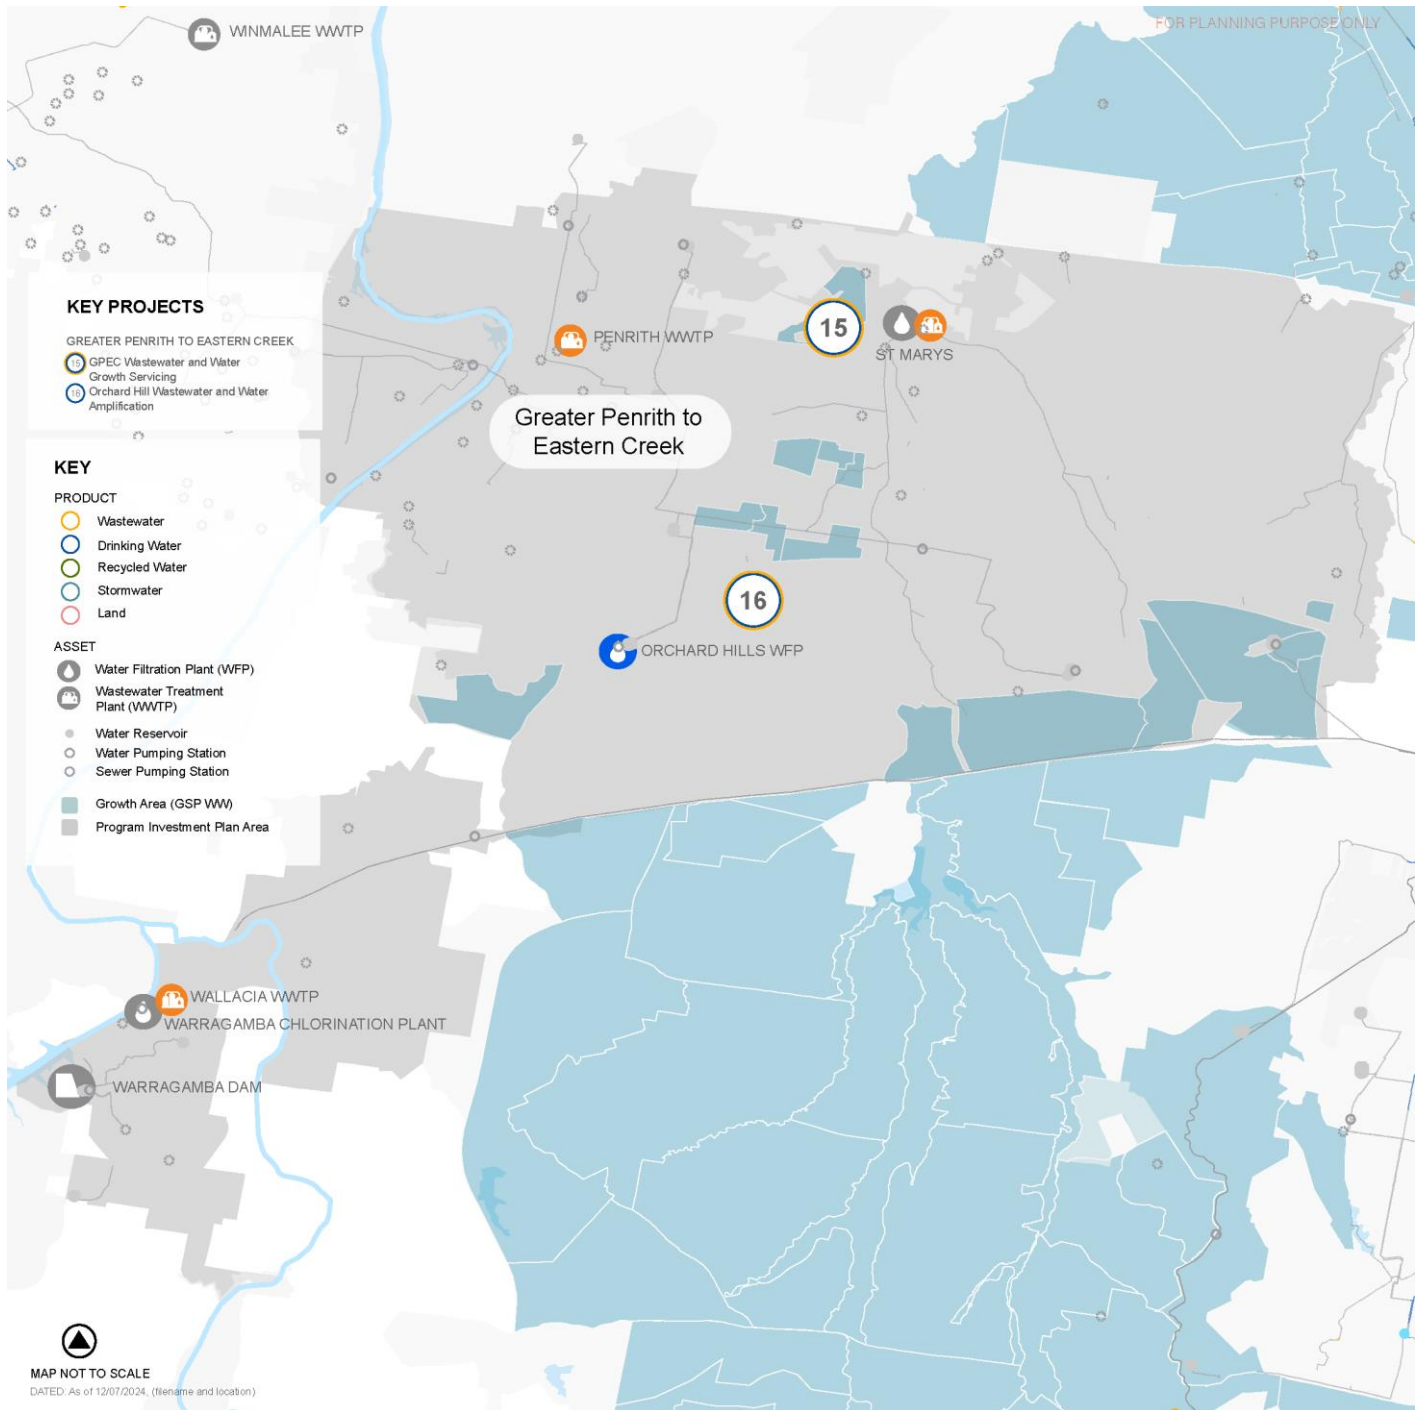 WINMALEE WWTP
FOR PLANNING PURPOSE ONLY
KEY PROJECTS
GREATER PENRITH TO EASTERN CREEK
15 GPEC Wastewater and Water
Growth Servicing
16 Orchard Hill Wastewater and Water
Amplification
PENRITH WWTP
15
ST MARYS
Greater Penrith to
Eastern Creek
KEY
PRODUCT
Wastewater
Drinking Water
Recycled Water
Stormwater
Land
ASSET
Water Filtration Plant (WFP)
Wastewater Treatment
Plant (WWTP)
Water Reservoir
Water Pumping Station
Sewer Pumping Station
Growth Area (GSP WW)
Program Investment Plan Area
16
ORCHARD HILLS WFP
WALLACIA WWTP
WARRAGAMBA CHLORINATION PLANT
WARRAGAMBA DAM
MAP NOT TO SCALE
DATED: As of 12/07/2024, (filename and location)